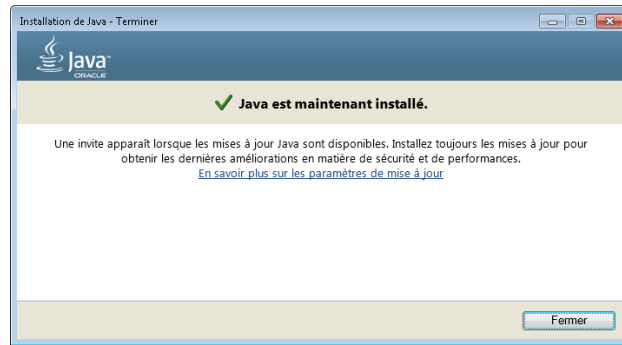 Installation de Java - Terminer
Java™
ORACLE
Java est maintenant installé.
Une invite apparaît lorsque les mises à jour Java sont disponibles. Installez toujours les mises à jour pour
obtenir les dernières améliorations en matière de sécurité et de performances.
En savoir plus sur les paramètres de mise à jour
Fermer